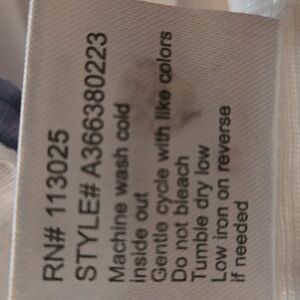 RN# 113025
STYLE# A366380223
Machine wash cold
inside out
Gentle cycle with like colors
Do not bleach
Tumble dry low
Low iron on reverse
if needed